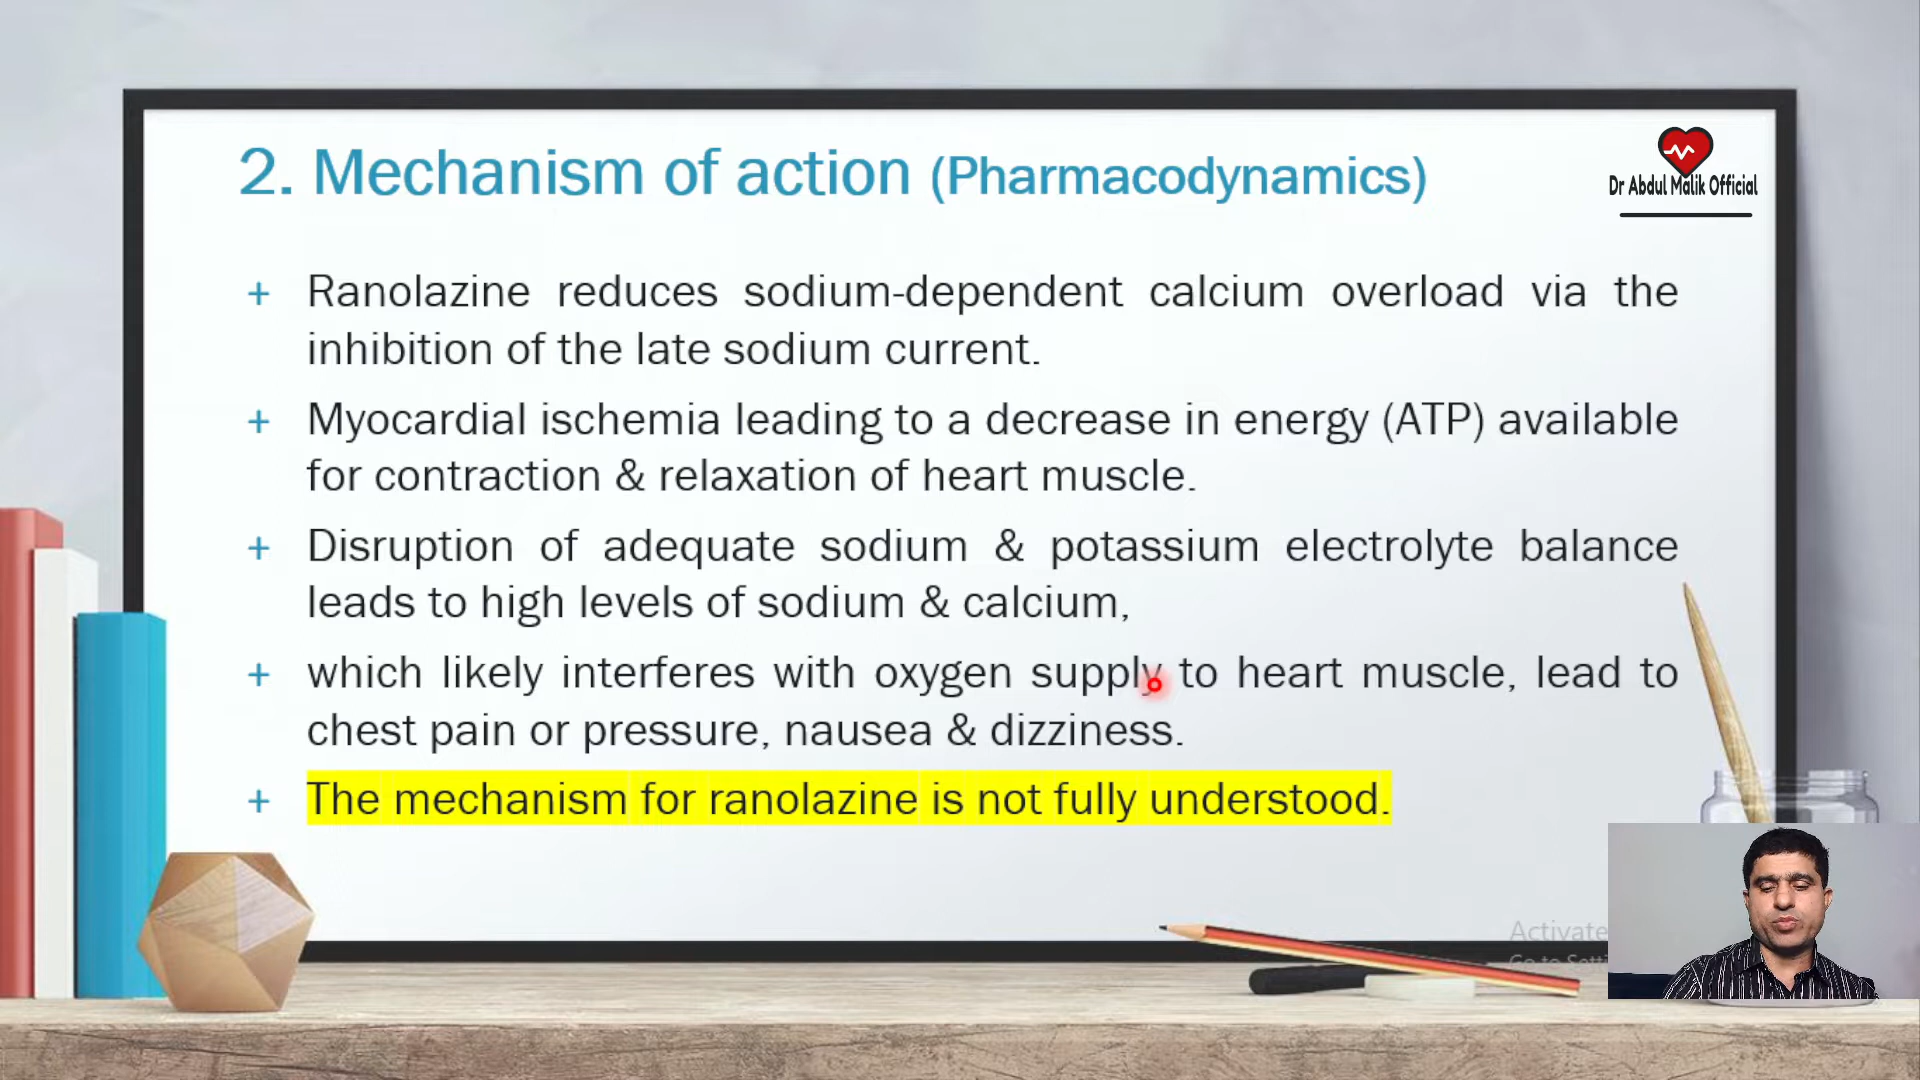 2. Mechanism of action (Pharmacodynamics)
Dr Abdul Malik Official
+ Ranolazine reduces sodium-dependent calcium overload via the
inhibition of the late sodium current.
+ Myocardial ischemia leading to a decrease in energy (ATP) available
for contraction & relaxation of heart muscle.
+ Disruption of adequate sodium & potassium electrolyte balance
leads to high levels of sodium & calcium,
+ which likely interferes with oxygen supply to heart muscle, lead to
chest pain or pressure, nausea & dizziness.
+ The mechanism for ranolazine is not fully understood.
Activate
Go to